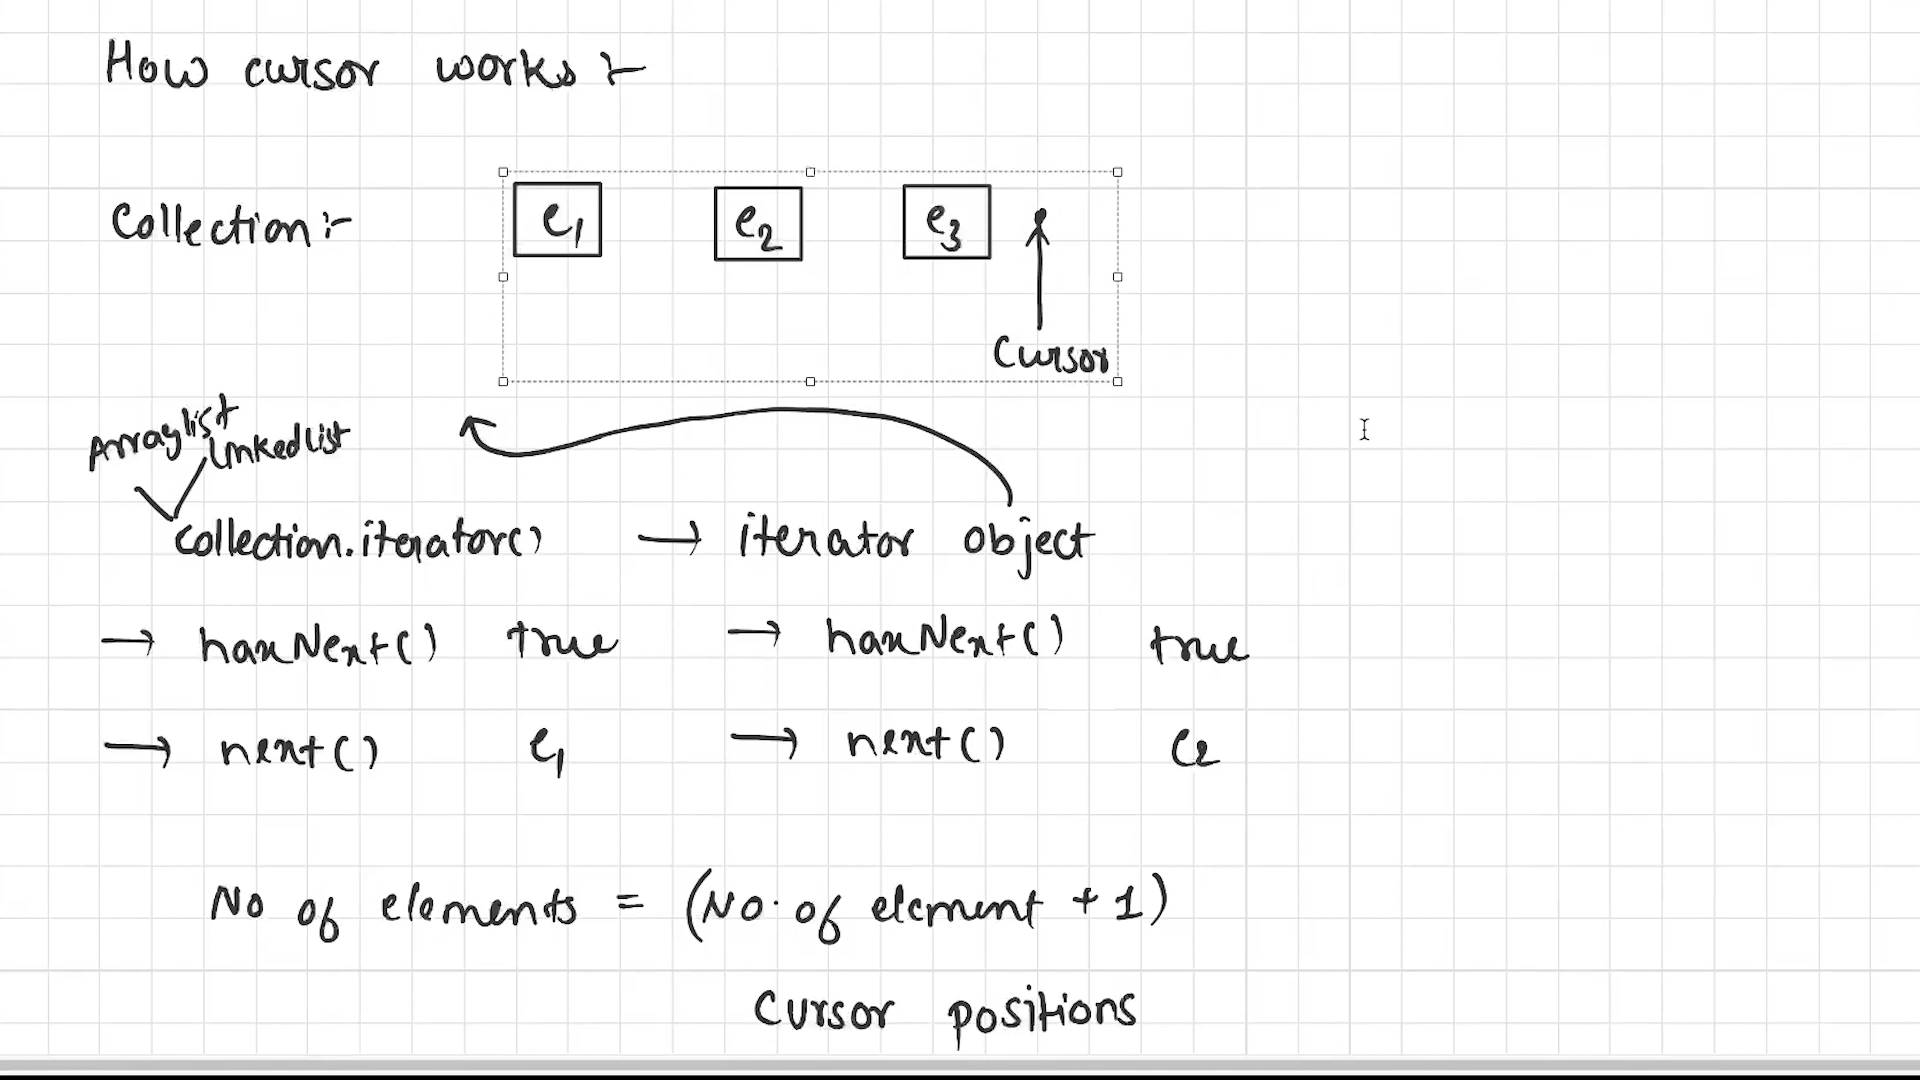 How cursor works :-
Collection :- e1 e2 e3
Cursor
Arraylist LinkedList
collection.iterator() → iterator object
→ hasNext() true → hasNext() true
→ next() e1 → next() e2
No of elements = (No. of element + 1)
Cursor positions